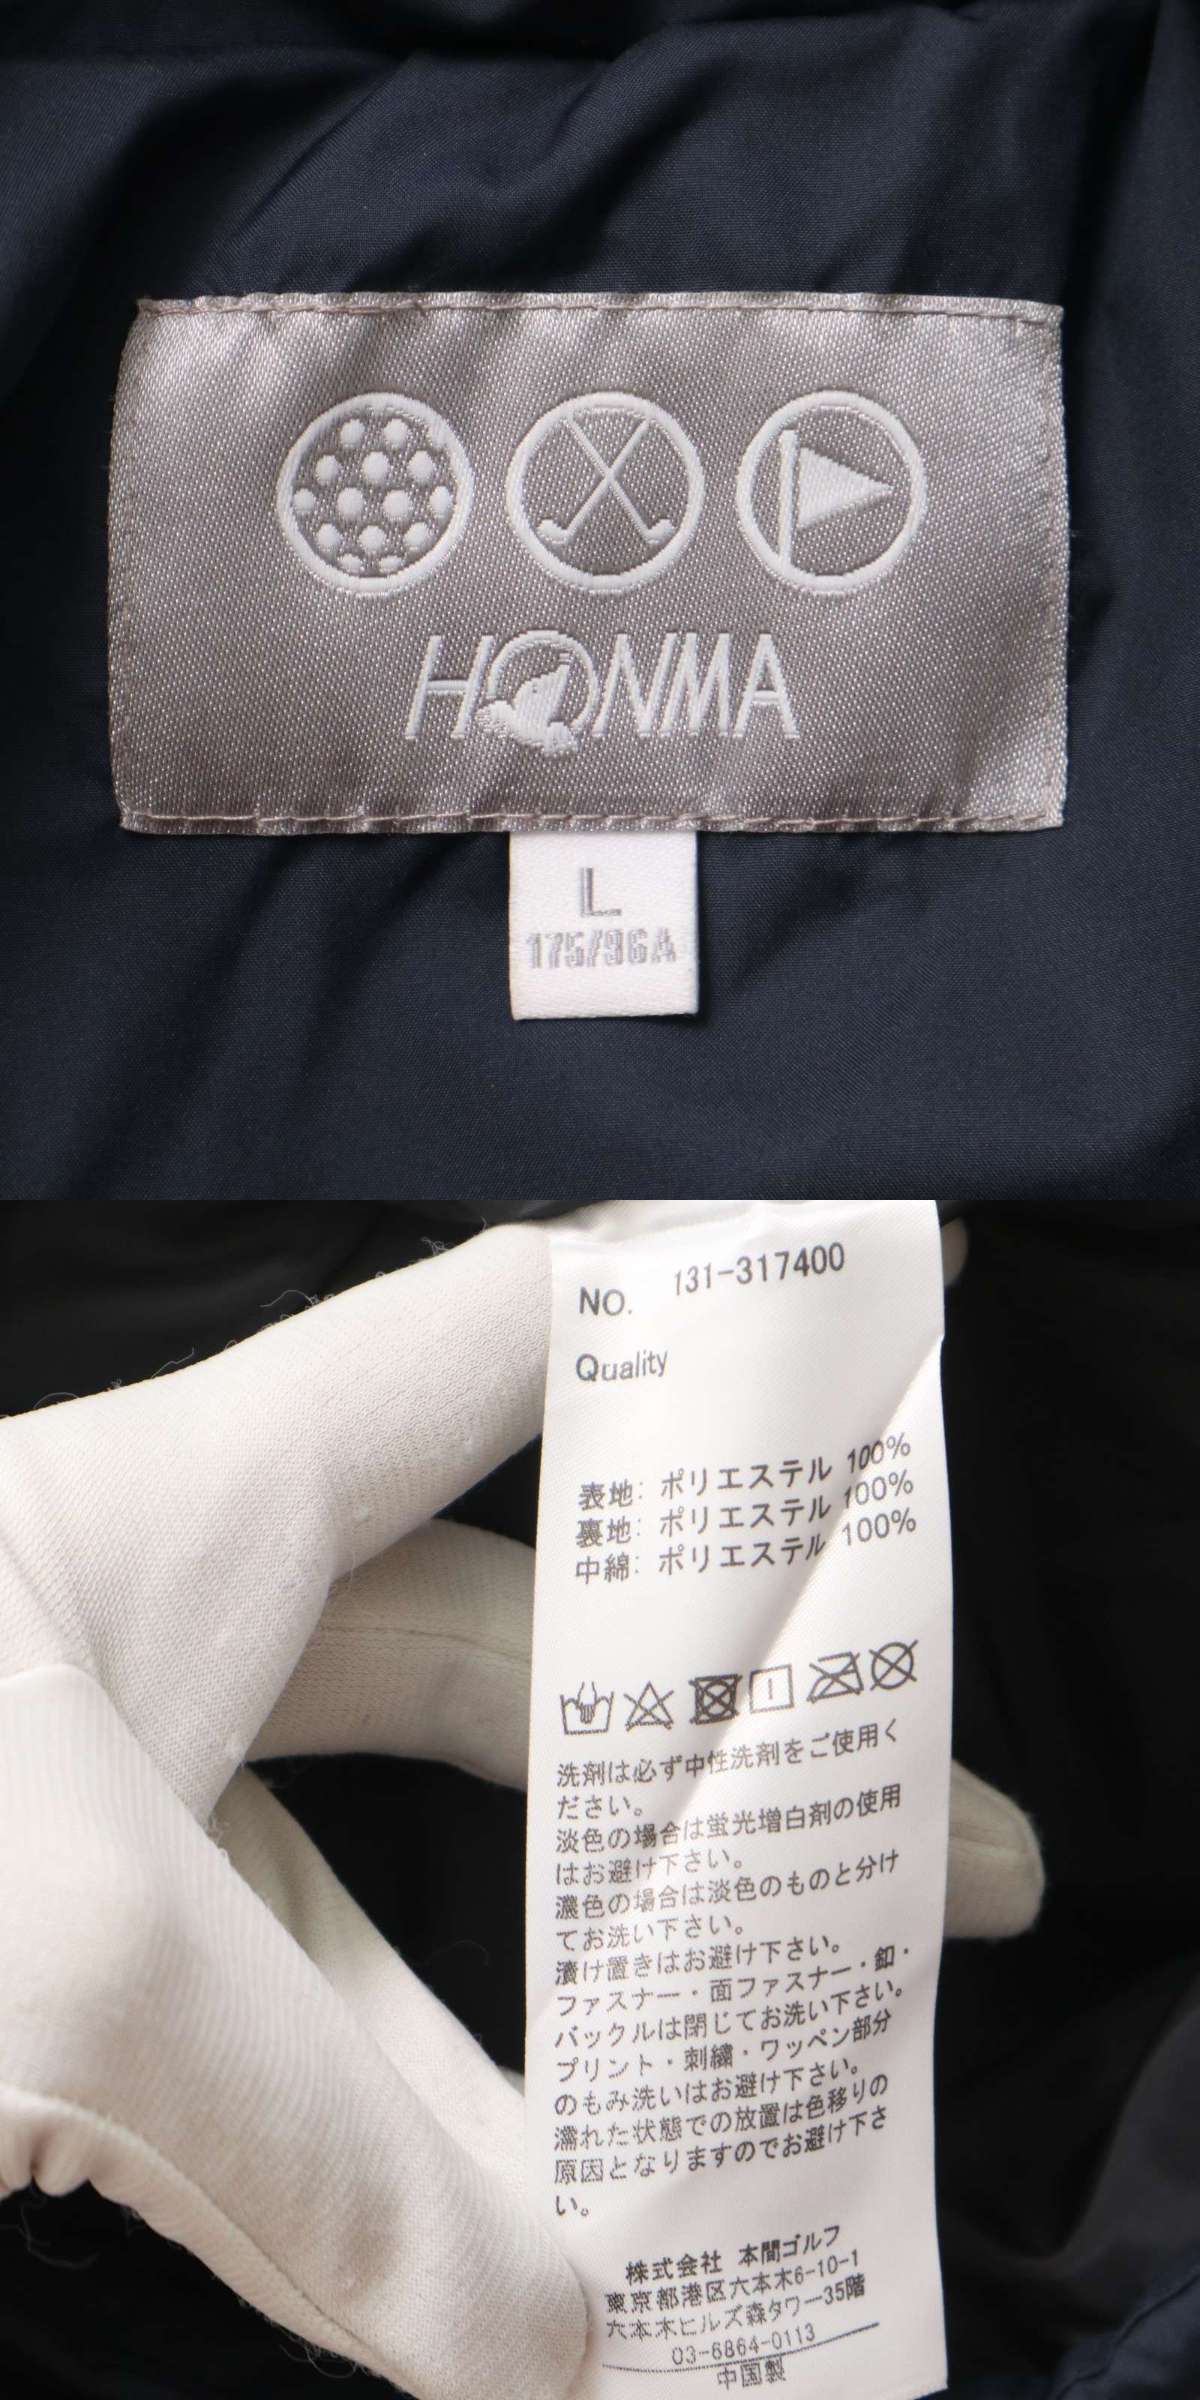 HONMA
L
175/96A
NO. 131-317400
Quality
表地: ポリエステル 100%
裏地: ポリエステル 100%
中綿: ポリエステル 100%
洗剤は必ず中性洗剤をご使用く
ださい。
淡色の場合は蛍光増白剤の使用
はお避け下さい。
濃色の場合は淡色のものと分け
てお洗い下さい。
漬け置きはお避け下さい。
ファスナー・面ファスナー・釦・
バックルは閉じてお洗い下さい。
プリント・刺繍・ワッペン部分
のもみ洗いはお避け下さい。
濡れた状態での放置は色移りの
原因となりますのでお避け下さ
い。
株式会社 本間ゴルフ
東京都港区六本木6-10-1
六本木ヒルズ森タワー35階
03-6864-0113
中国製